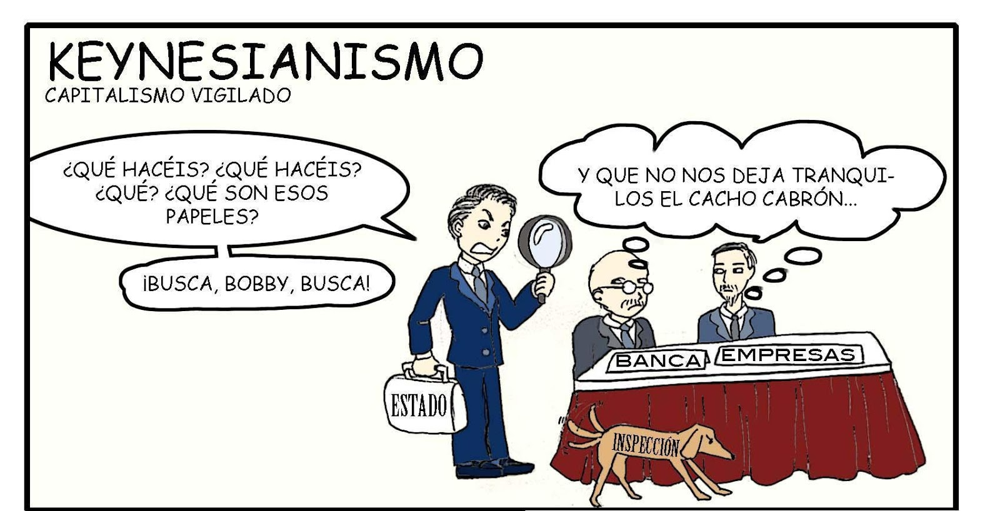 KEYNESIANISMO
CAPITALISMO VIGILADO
¿QUÉ HACÉIS? ¿QUÉ HACÉIS?
¿QUÉ? ¿QUÉ SON ESOS
PAPELES?
¡BUSCA, BOBBY, BUSCA!
Y QUE NO NOS DEJA TRANQUI-
LOS EL CACHO CABRÓN...
BANCA
EMPRESAS
ESTADO
INSPECCIÓN